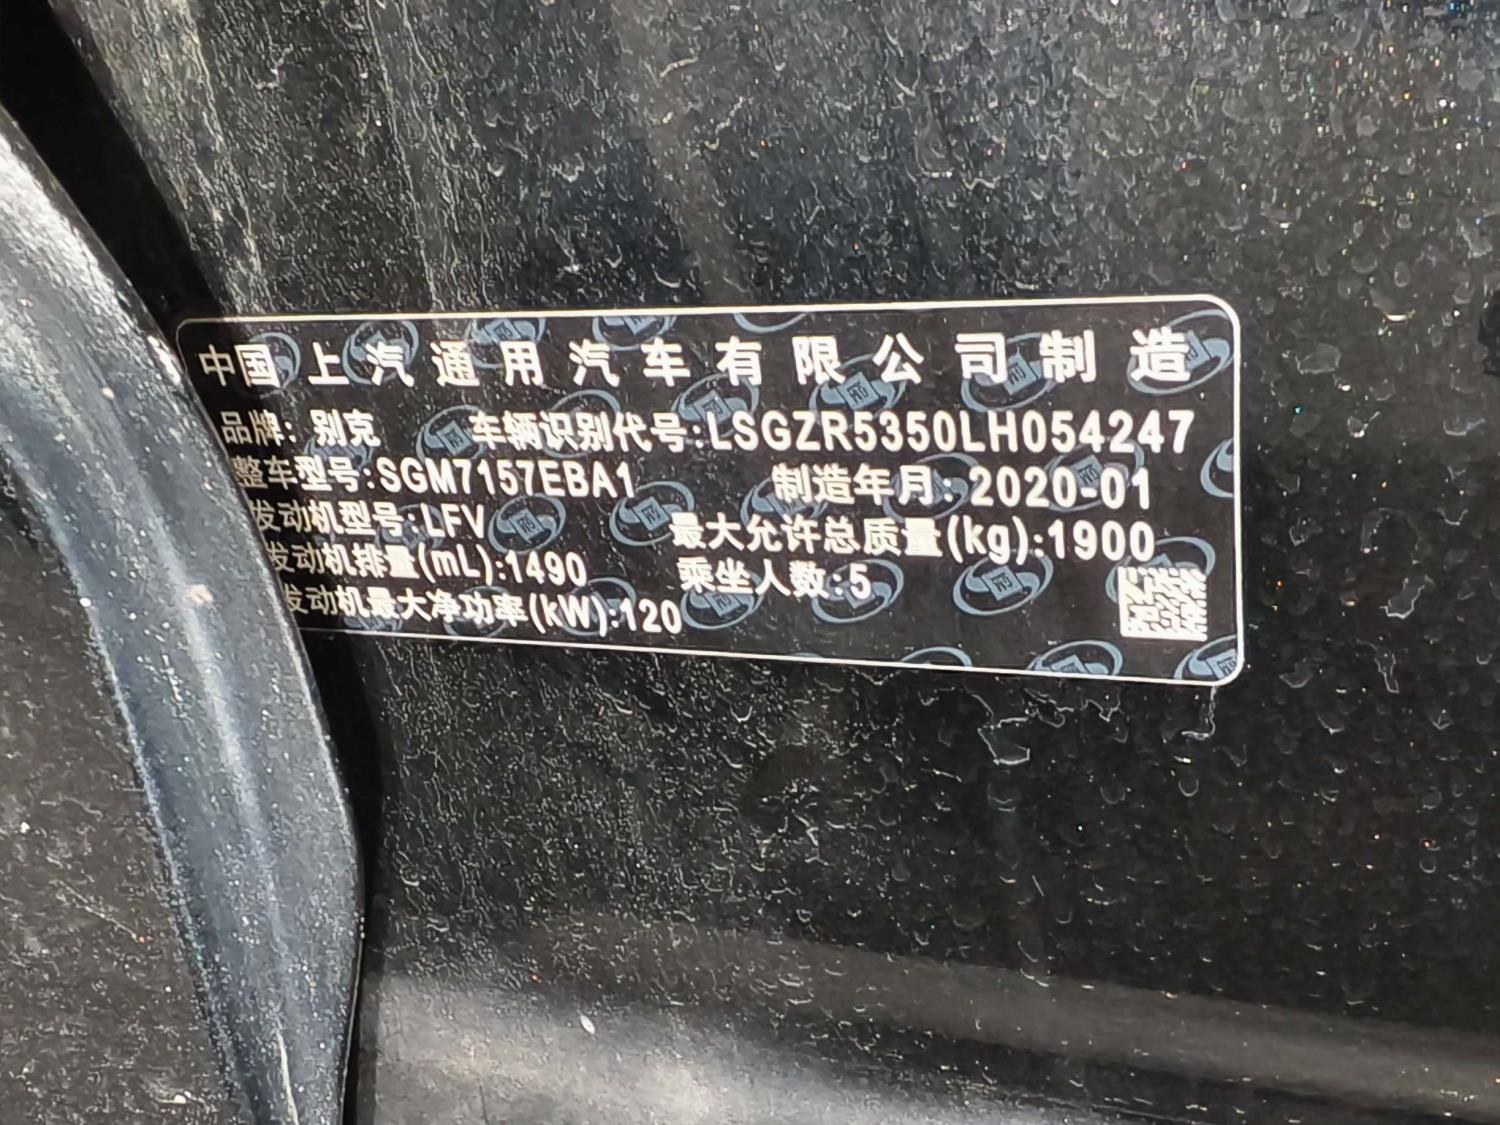 中国上汽通用汽车有限公司制造
品牌: 别克 车辆识别代号:LSGZR5350LH054247
整车型号:SGM7157EBA1 制造年月: 2020-01
发动机型号:LFV 最大允许总质量(kg):1900
发动机排量(mL):1490 乘坐人数:5
发动机最大净功率(kW):120